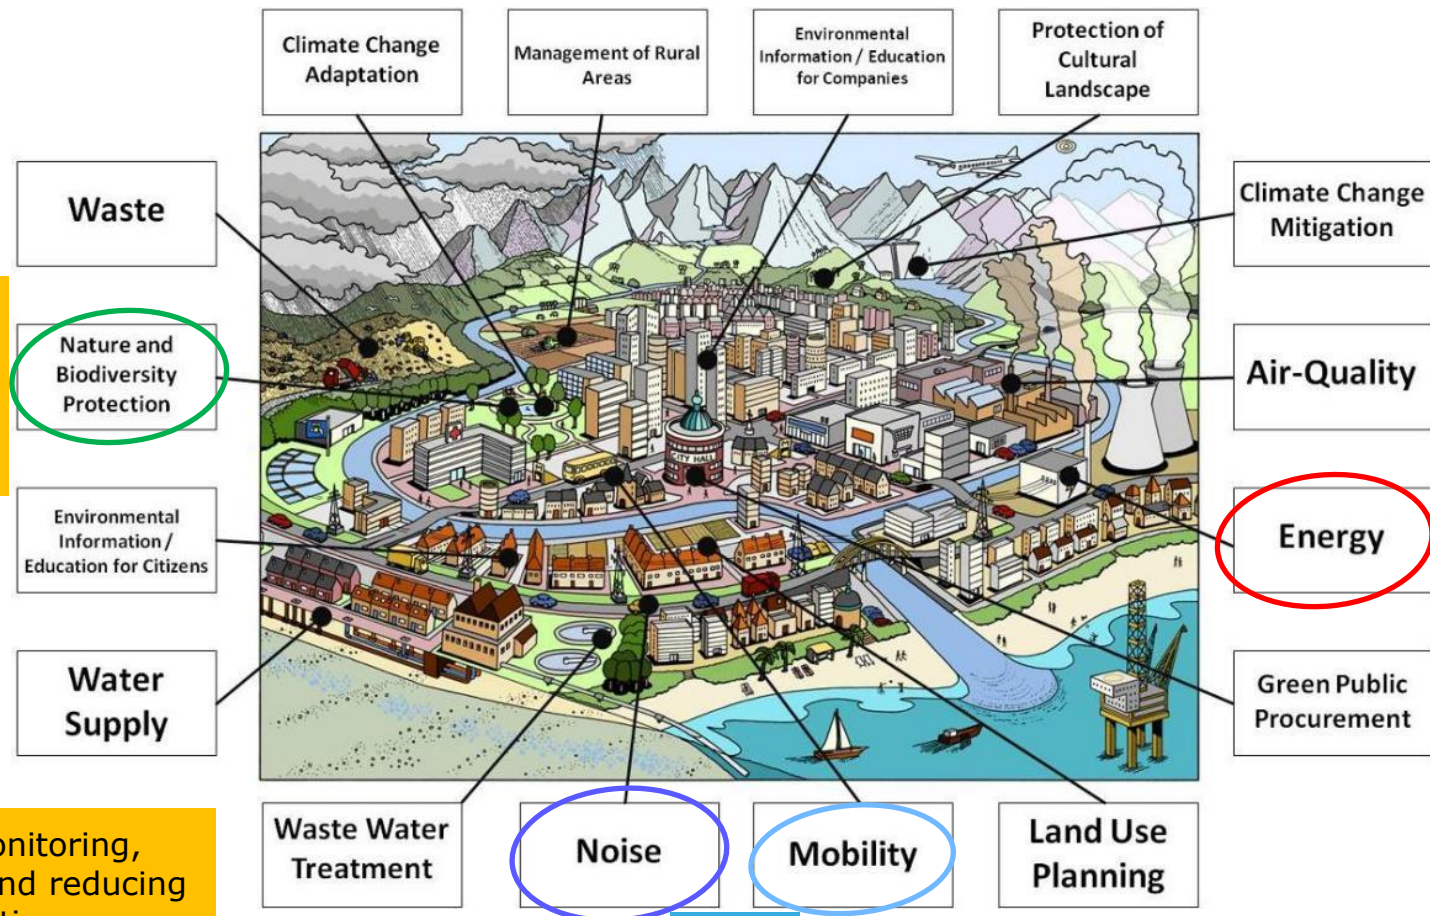 Climate Change
Adaptation
Management of Rural
Areas
Environmental
Information / Education
for Companies
Protection of
Cultural
Landscape
Waste
Climate Change
Mitigation
Nature and
Biodiversity
Protection
Air-Quality
CITY HALL
Environmental
Information /
Education for Citizens
Energy
Water
Supply
Green Public
Procurement
Waste Water
Treatment
Noise
Mobility
Land Use
Planning
onitoring,
nd reducing